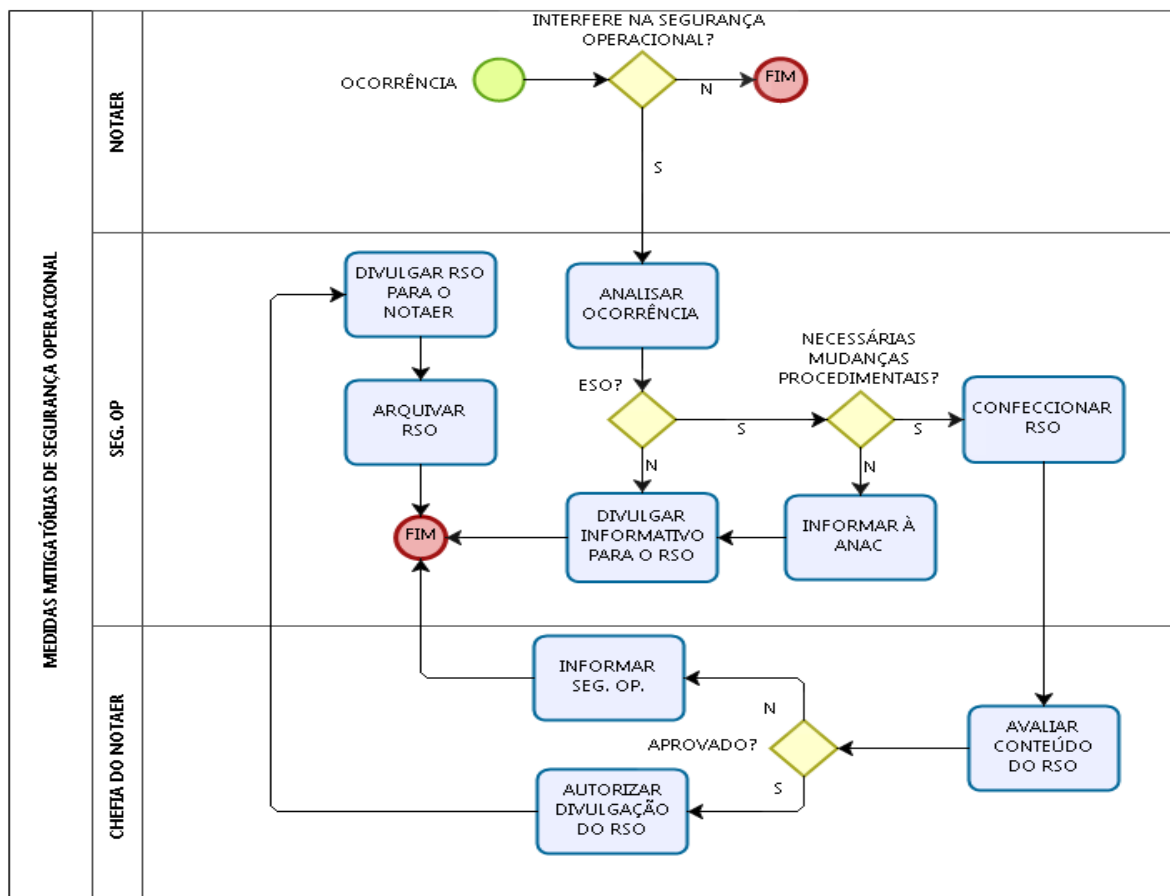 MEDIDAS MITIGATÓRIAS DE SEGURANÇA OPERACIONAL
NOTAER
INTERFERE NA SEGURANÇA
OPERACIONAL?
OCORRÊNCIA
N
FIM
S
SEG. OP
DIVULGAR RSO
PARA O
NOTAER
ANALISAR
OCORRÊNCIA
NECESSÁRIAS
MUDANÇAS
PROCEDIMENTAIS?
ESO?
ARQUIVAR
RSO
S
S
CONFECCIONAR
RSO
N
N
FIM
DIVULGAR
INFORMATIVO
PARA O RSO
INFORMAR À
ANAC
CHEFIA DO NOTAER
INFORMAR
SEG. OP.
N
APROVADO?
AVALIAR
CONTEÚDO
DO RSO
S
AUTORIZAR
DIVULGAÇÃO
DO RSO